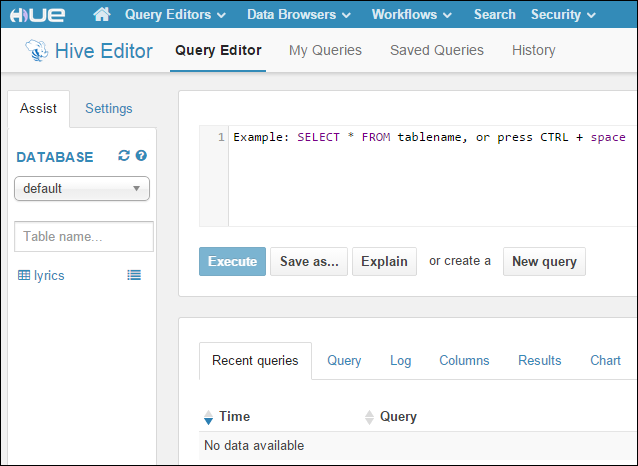 HUE Query Editors Data Browsers Workflows Search Security
Hive Editor Query Editor My Queries Saved Queries History
Assist Settings
DATABASE
default
Table name...
lyrics
1 Example: SELECT * FROM tablename, or press CTRL + space
Execute Save as... Explain or create a New query
Recent queries Query Log Columns Results Chart
Time Query
No data available